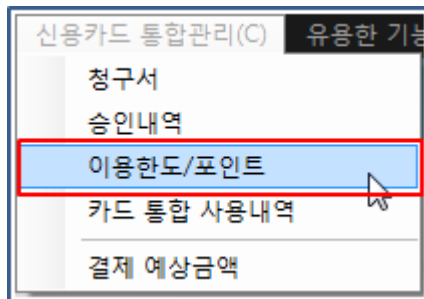 신용카드 통합관리(C) 유용한 기능
청구서
승인내역
이용한도/포인트
카드 통합 사용내역
결제 예상금액